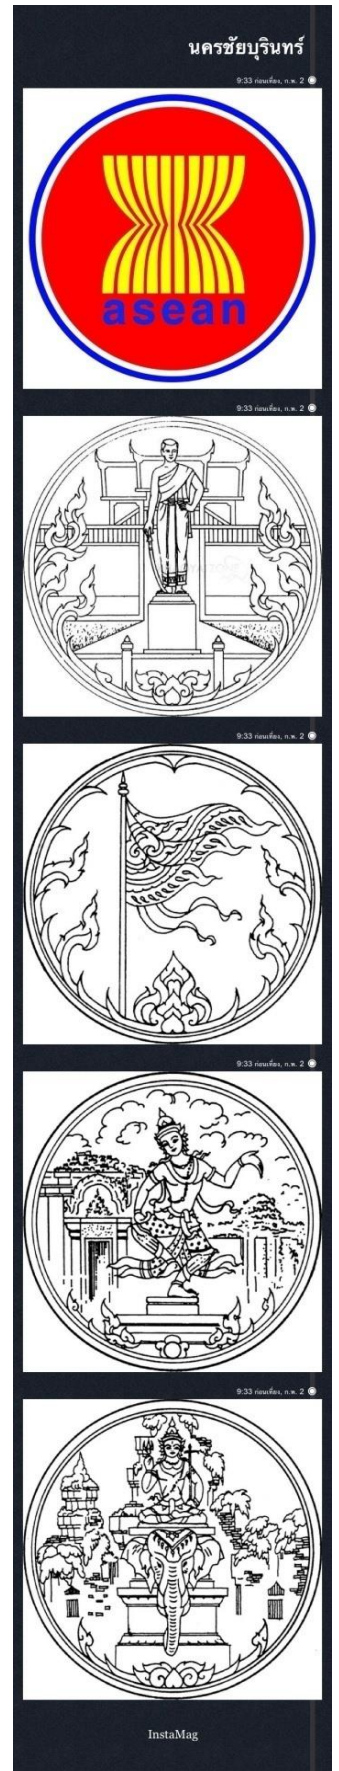 นครชัยบุรินทร์
9:33 ก่อนเที่ยง, ก.พ. 2
asean
9:33 ก่อนเที่ยง, ก.พ. 2
9:33 ก่อนเที่ยง, ก.พ. 2
9:33 ก่อนเที่ยง, ก.พ. 2
9:33 ก่อนเที่ยง, ก.พ. 2
InstaMag